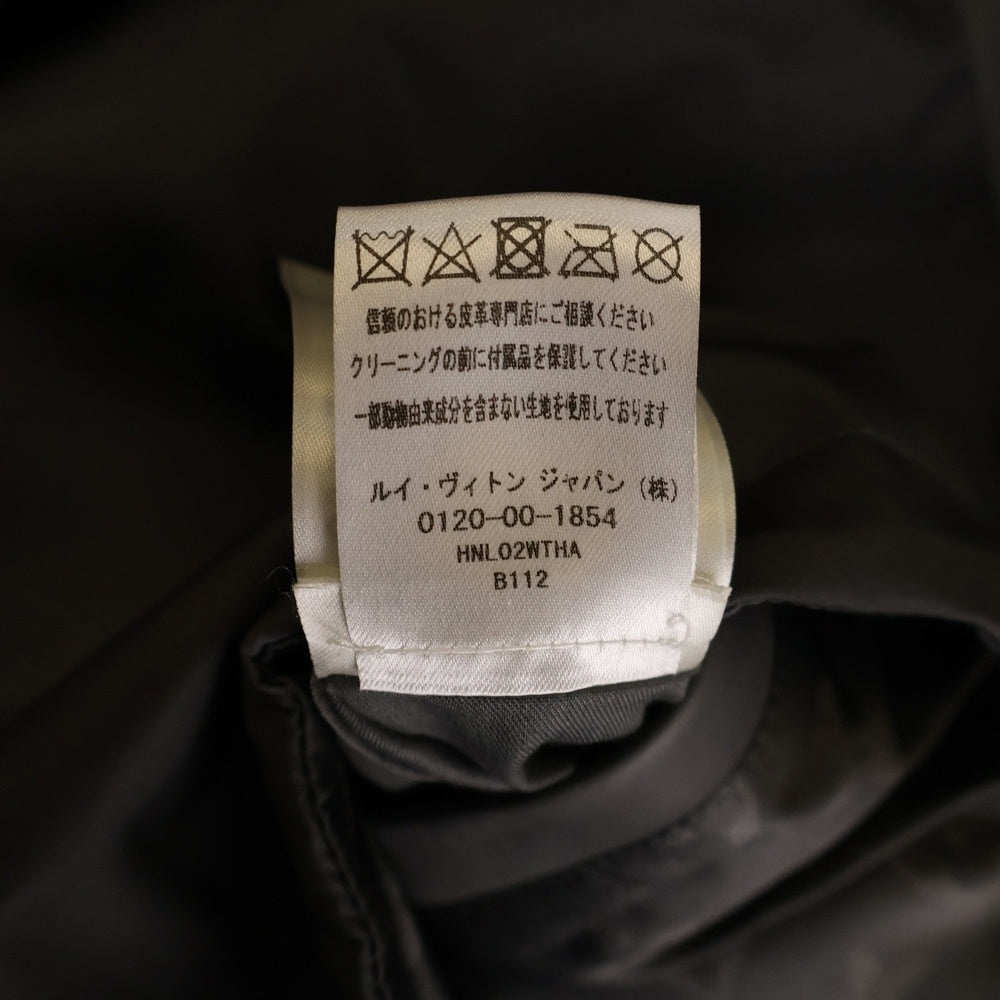 信頼のおける皮革専門店にご相談ください
クリーニングの前に付属品を保護してください
一部動物由来成分を含まない生地を使用しております
ルイ・ヴィトン ジャパン (株)
0120-00-1854
HNL02WTHA
B112